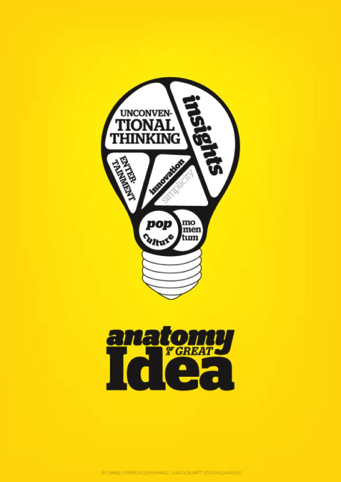 UNCONVEN-
TIONAL
THINKING
insights
ENTER-
TAINMENT
innovation
simplicity
pop
culture
mo
men
tum
anatomy
of GREAT
Idea